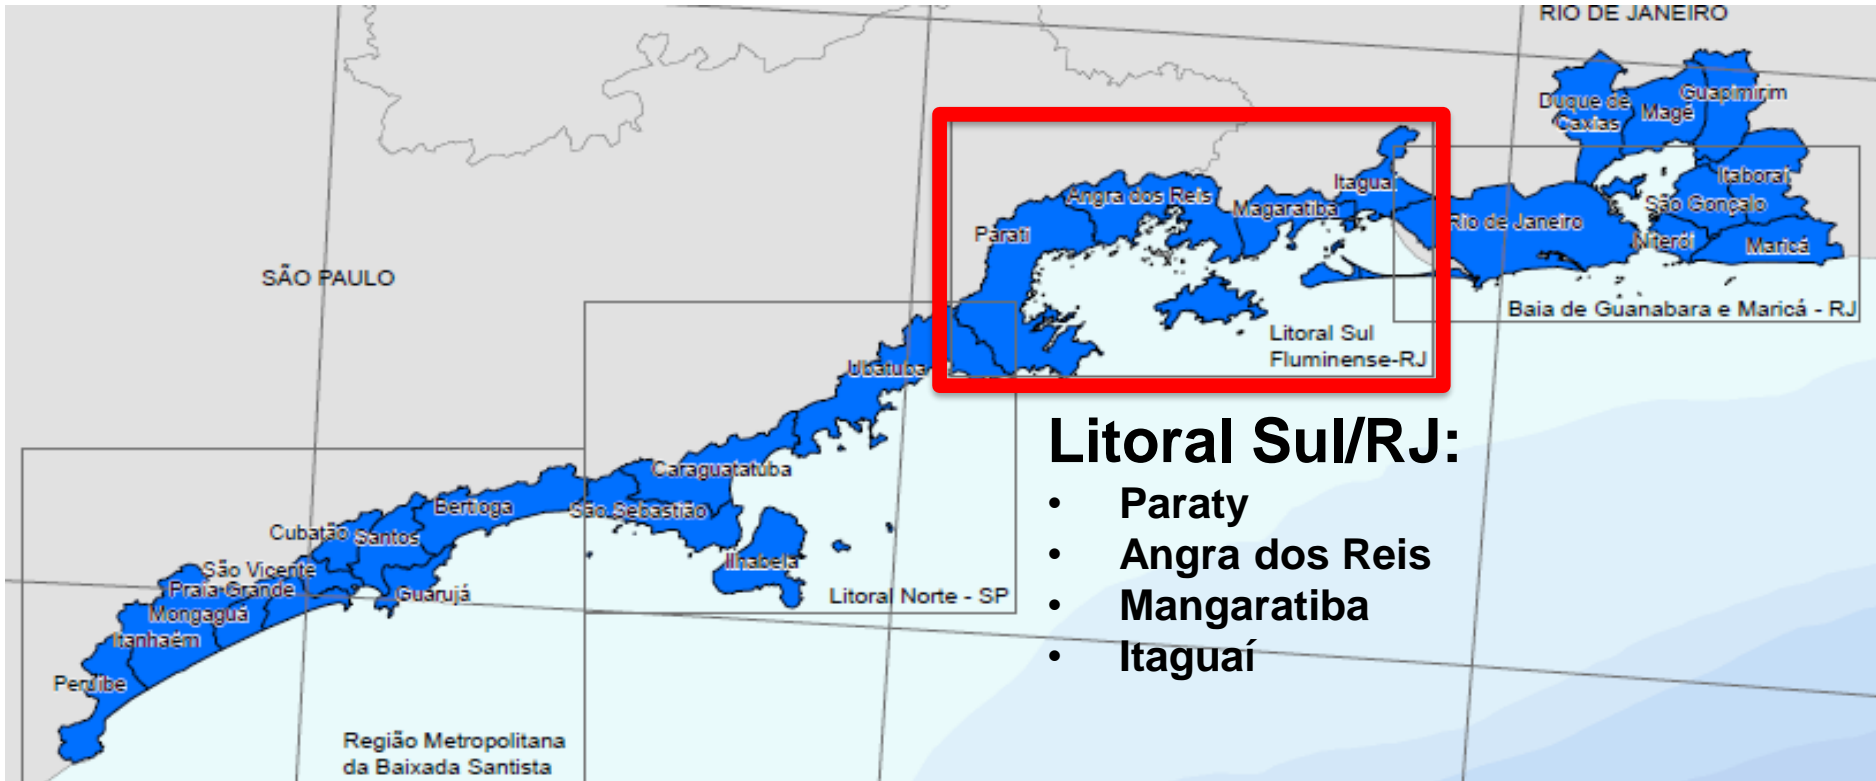 RIO DE JANEIRO
Duque de
Caxias
Magé
Guapimirim
Itaboraí
São Gonçalo
Niterói
Maricá
Rio de Janeiro
Itaguaí
Magaratiba
Angra dos Reis
Parati
Baia de Guanabara e Maricá - RJ
Litoral Sul
Fluminense-RJ
SÃO PAULO
Ubatuba
Caraguatatuba
São Sebastião
Ilhabela
Litoral Norte - SP
Bertioga
Cubatão
Santos
São Vicente
Praia Grande
Guarujá
Mongaguá
Itanhaém
Peruíbe
Região Metropolitana
da Baixada Santista
Litoral Sul/RJ:
• Paraty
• Angra dos Reis
• Mangaratiba
• Itaguaí